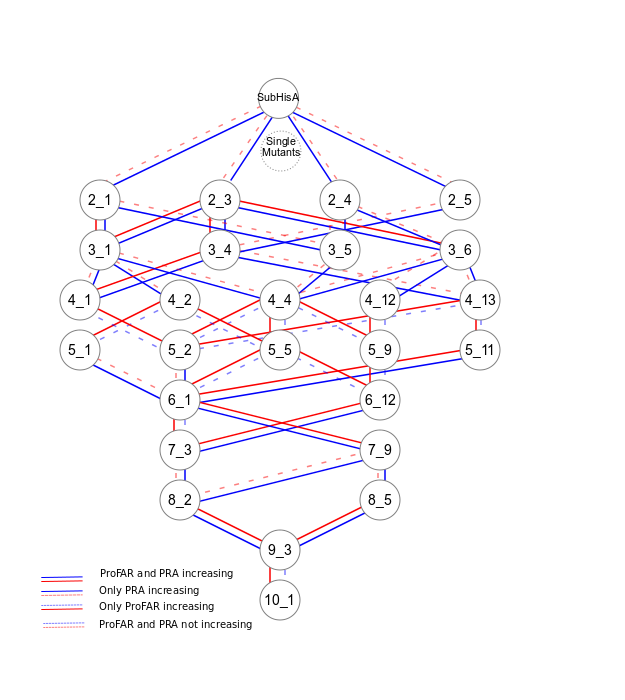 SubHisA
Single
Mutants
2_1 2_3 2_4 2_5
3_1 3_4 3_5 3_6
4_1 4_2 4_4 4_12 4_13
5_1 5_2 5_5 5_9 5_11
6_1 6_12
7_3 7_9
8_2 8_5
9_3
10_1
ProFAR and PRA increasing
Only PRA increasing
Only ProFAR increasing
ProFAR and PRA not increasing